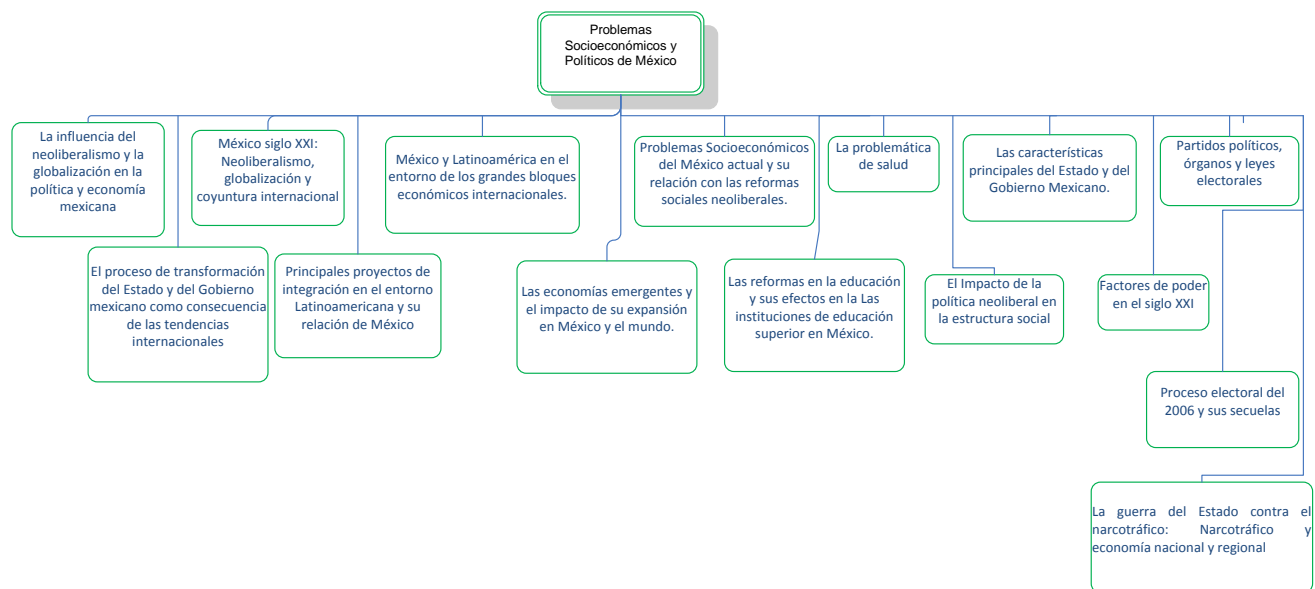 Problemas
Socioeconómicos y
Políticos de México
La influencia del
neoliberalismo y la
globalización en la
política y economía
mexicana
México siglo XXI:
Neoliberalismo,
globalización y
coyuntura internacional
México y Latinoamérica en el
entorno de los grandes bloques
económicos internacionales.
Problemas Socioeconómicos
del México actual y su
relación con las reformas
sociales neoliberales.
La problemática
de salud
Las características
principales del Estado y del
Gobierno Mexicano.
Partidos políticos,
órganos y leyes
electorales
El proceso de transformación
del Estado y del Gobierno
mexicano como consecuencia
de las tendencias
internacionales
Principales proyectos de
integración en el entorno
Latinoamericana y su
relación de México
Las economías emergentes y
el impacto de su expansión
en México y el mundo.
Las reformas en la educación
y sus efectos en la Las
instituciones de educación
superior en México.
El Impacto de la
política neoliberal en
la estructura social
Factores de poder
en el siglo XXI
Proceso electoral del
2006 y sus secuelas
La guerra del Estado contra el
narcotráfico: Narcotráfico y
economía nacional y regional